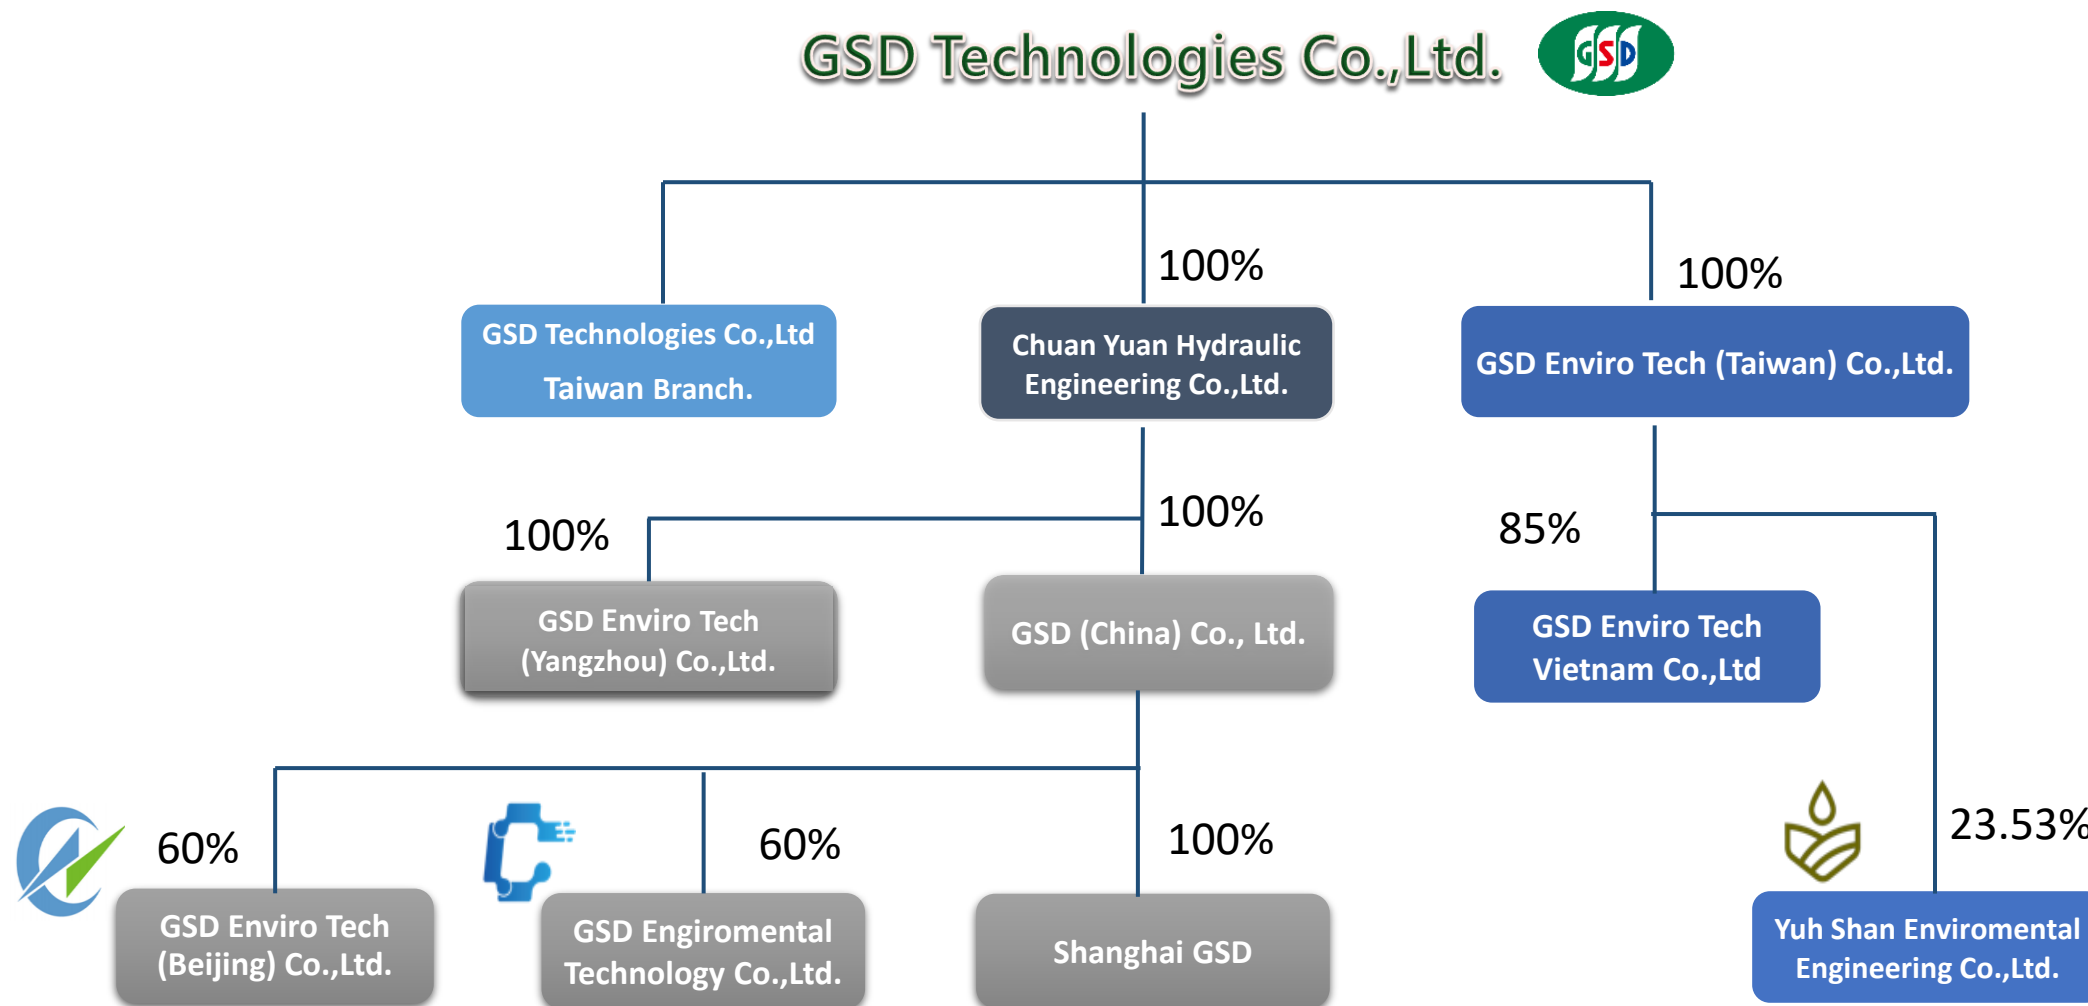 GSD Technologies Co.,Ltd.
GSD
100%
100%
GSD Technologies Co.,Ltd
Taiwan Branch.
Chuan Yuan Hydraulic
Engineering Co.,Ltd.
GSD Enviro Tech (Taiwan) Co.,Ltd.
100%
100%
85%
GSD Enviro Tech
(Yangzhou) Co.,Ltd.
GSD (China) Co., Ltd.
GSD Enviro Tech
Vietnam Co.,Ltd
60%
60%
100%
23.53%
GSD Enviro Tech
(Beijing) Co.,Ltd.
GSD Engiromental
Technology Co.,Ltd.
Shanghai GSD
Yuh Shan Enviromental
Engineering Co.,Ltd.